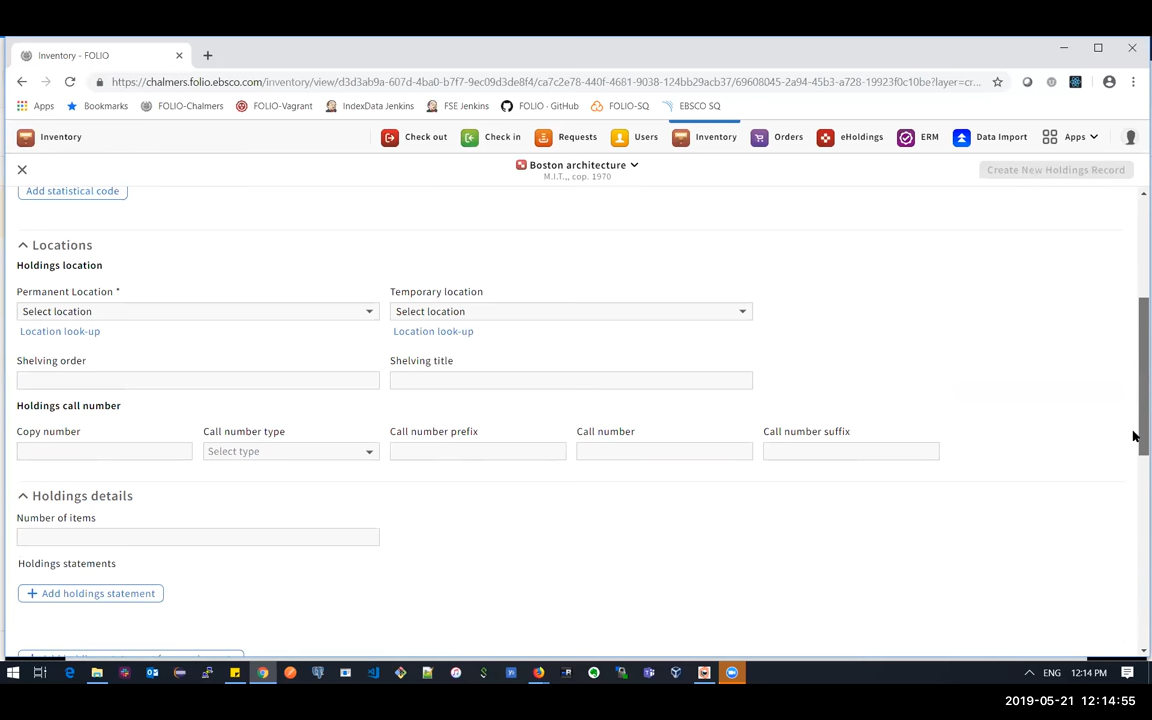 Inventory - FOLIO
https://chalmers.folio.ebsco.com/inventory/view/d3d3ab9a-607d-4ba0-b7f7-9ec09d3de8f4/ca7c2e78-440f-4681-9038-124bb29acb37/69608045-2a94-45b3-a728-19923f0c10be?layer=cr...
Apps Bookmarks FOLIO-Chalmers FOLIO-Vagrant IndexData Jenkins FSE Jenkins FOLIO · GitHub FOLIO-SQ EBSCO SQ
Inventory Check out Check in Requests Users Inventory Orders eHoldings ERM Data Import Apps
Boston architecture
M.I.T.,, cop. 1970
Create New Holdings Record
Add statistical code
Locations
Holdings location
Permanent Location * Temporary location
Select location Select location
Location look-up Location look-up
Shelving order Shelving title
Holdings call number
Copy number Call number type Call number prefix Call number Call number suffix
Select type
Holdings details
Number of items
Holdings statements
+ Add holdings statement
ENG 12:14 PM
2019-05-21 12:14:55